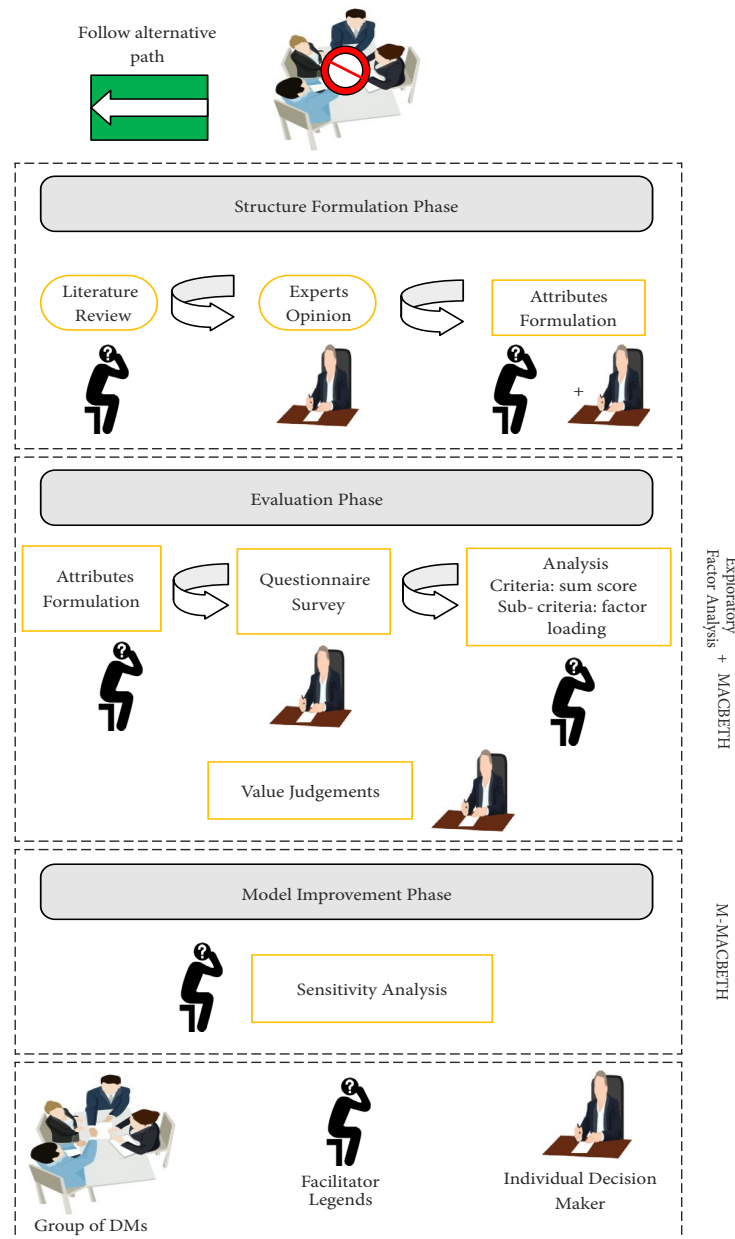 Follow alternative
path
Structure Formulation Phase
Literature
Review
Experts
Opinion
Attributes
Formulation
?
?
+
Evaluation Phase
Attributes
Formulation
Questionnaire
Survey
Analysis
Criteria: sum score
Sub- criteria: factor
loading
?
?
Value Judgements
Exploratory
Factor Analysis + MACBETH
Model Improvement Phase
?
Sensitivity Analysis
M-MACBETH
?
Group of DMs
Facilitator
Legends
Individual Decision
Maker